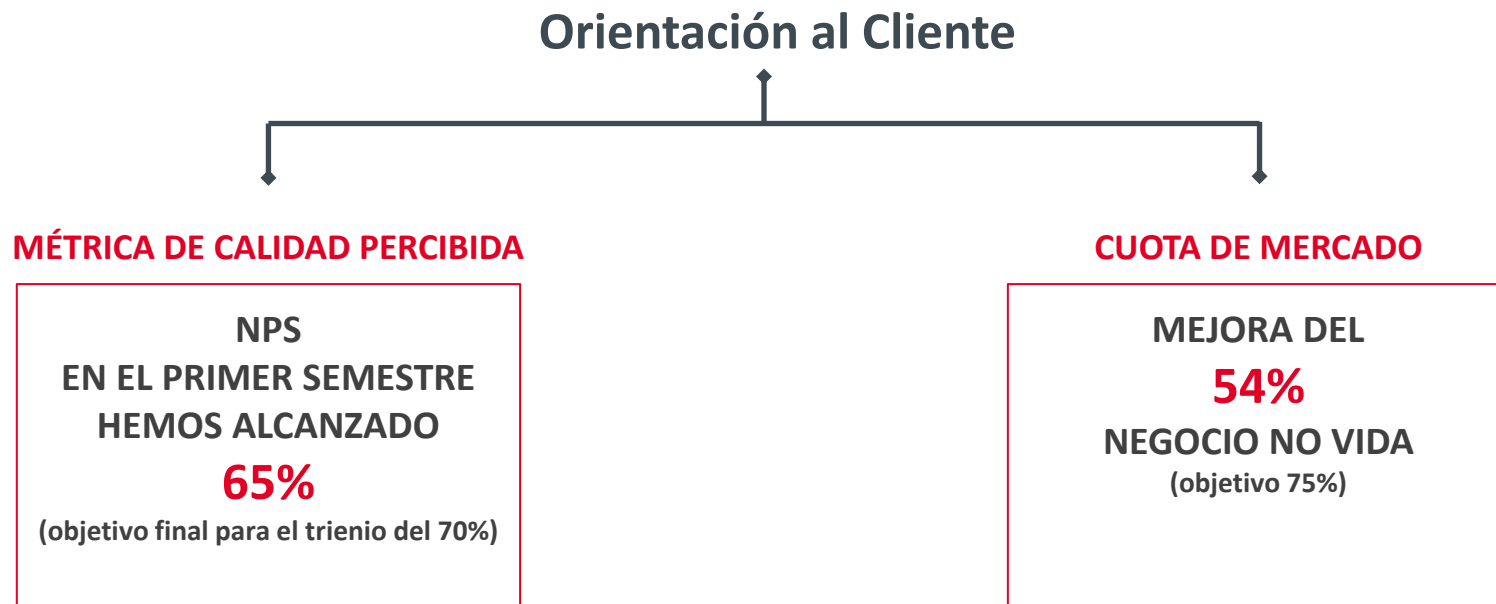 Orientación al Cliente
MÉTRICA DE CALIDAD PERCIBIDA
NPS
EN EL PRIMER SEMESTRE
HEMOS ALCANZADO
65%
(objetivo final para el trienio del 70%)
CUOTA DE MERCADO
MEJORA DEL
54%
NEGOCIO NO VIDA
(objetivo 75%)